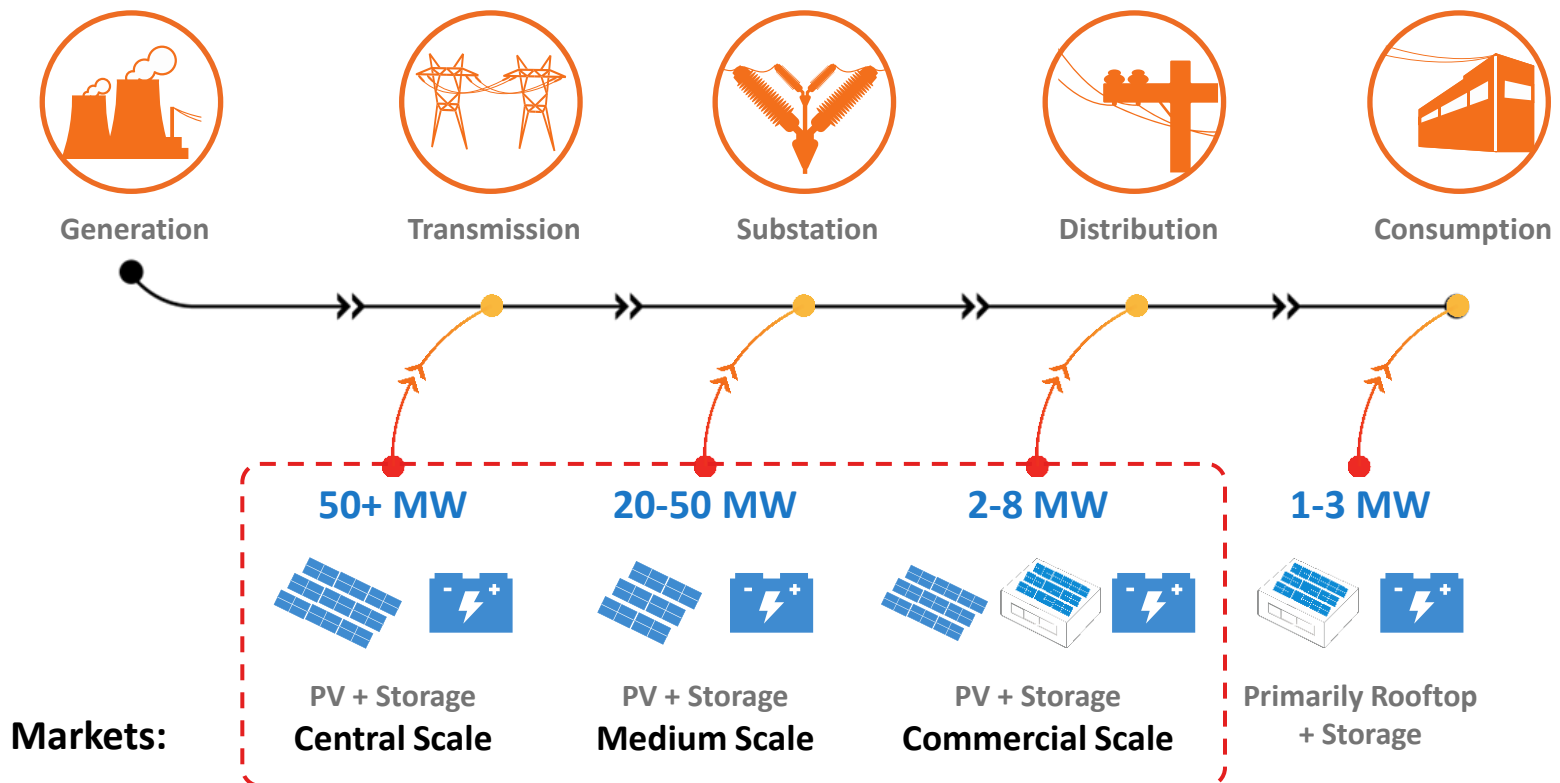 Generation
Transmission
Substation
Distribution
Consumption
50+ MW
20-50 MW
2-8 MW
1-3 MW
- +
- +
- +
- +
PV + Storage
PV + Storage
PV + Storage
Primarily Rooftop
+ Storage
Markets:
Central Scale
Medium Scale
Commercial Scale